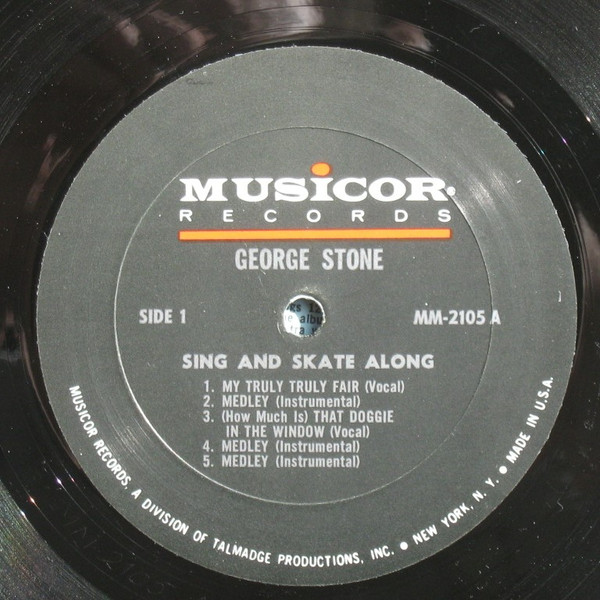 MUSICOR
RECORDS
GEORGE STONE
SIDE 1
MM-2105 A
SING AND SKATE ALONG
1. MY TRULY TRULY FAIR (Vocal)
2. MEDLEY (Instrumental)
3. (How Much Is) THAT DOGGIE
IN THE WINDOW (Vocal)
4. MEDLEY (Instrumental)
5. MEDLEY (Instrumental)
MUSICOR RECORDS, A DIVISION OF TALMADGE PRODUCTIONS, INC. ● NEW YORK, N. Y. ● MADE IN U.S.A.